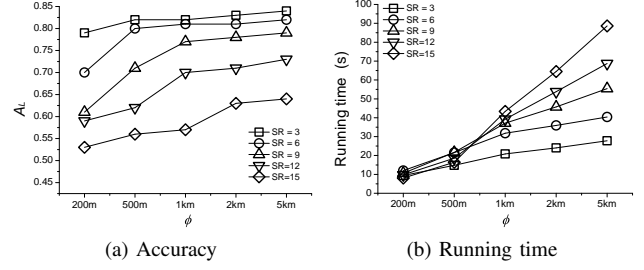 0.85
0.80
0.75
0.70
0.65
0.60
0.55
0.50
0.45
A_L
200m 500m 1km 2km 5km
ϕ
SR = 3
SR = 6
SR = 9
SR=12
SR=15
(a) Accuracy
100
90
80
70
60
50
40
30
20
10
0
Running time (s)
200m 500m 1km 2km 5km
ϕ
SR = 3
SR = 6
SR = 9
SR=12
SR=15
(b) Running time